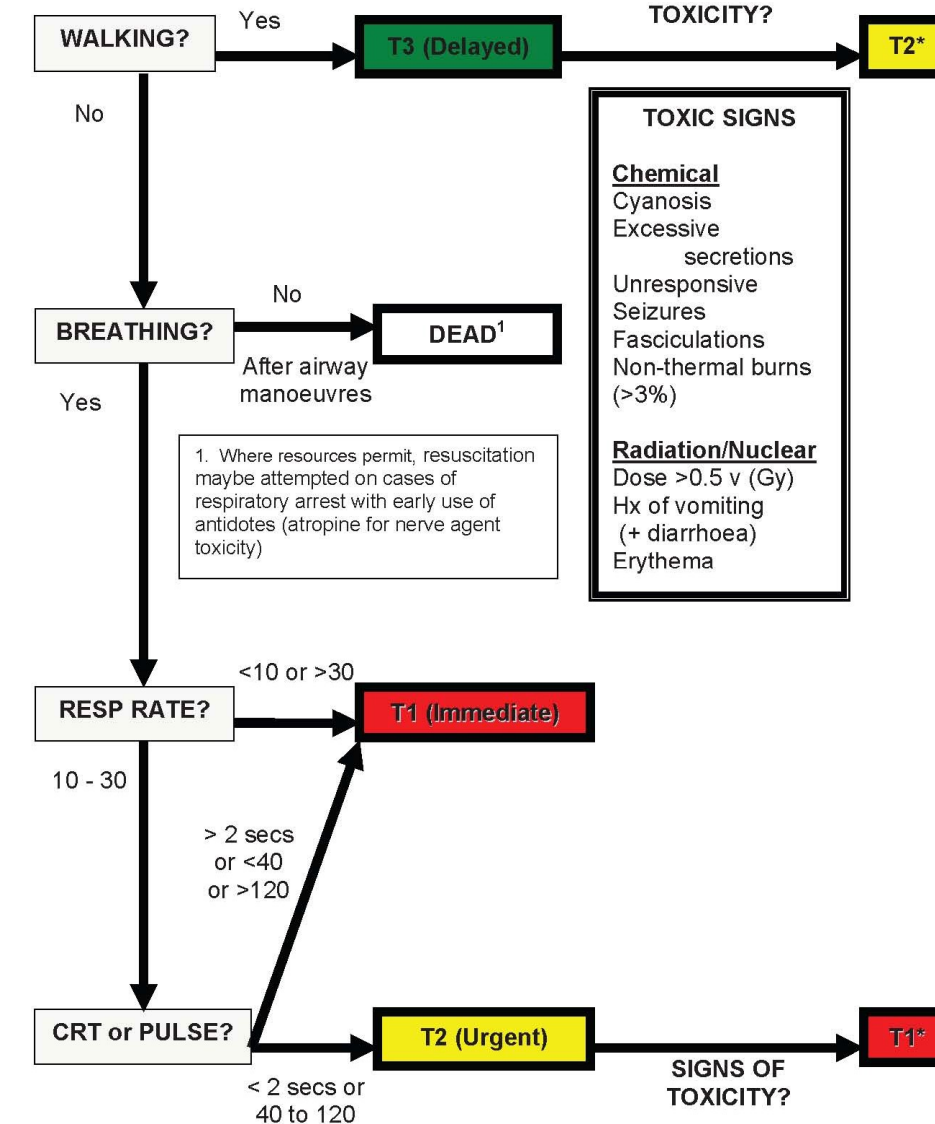 WALKING?
Yes
T3 (Delayed)
TOXICITY?
T2*
No
TOXIC SIGNS
Chemical
Cyanosis
Excessive
secretions
Unresponsive
Seizures
Fasciculations
Non-thermal burns
(>3%)
Radiation/Nuclear
Dose >0.5 v (Gy)
Hx of vomiting
(+ diarrhoea)
Erythema
BREATHING?
No
After airway
manoeuvres
DEAD1
Yes
1. Where resources permit, resuscitation
maybe attempted on cases of
respiratory arrest with early use of
antidotes (atropine for nerve agent
toxicity)
RESP RATE?
<10 or >30
T1 (Immediate)
10 - 30
> 2 secs
or <40
or >120
CRT or PULSE?
< 2 secs or
40 to 120
T2 (Urgent)
SIGNS OF
TOXICITY?
T1*